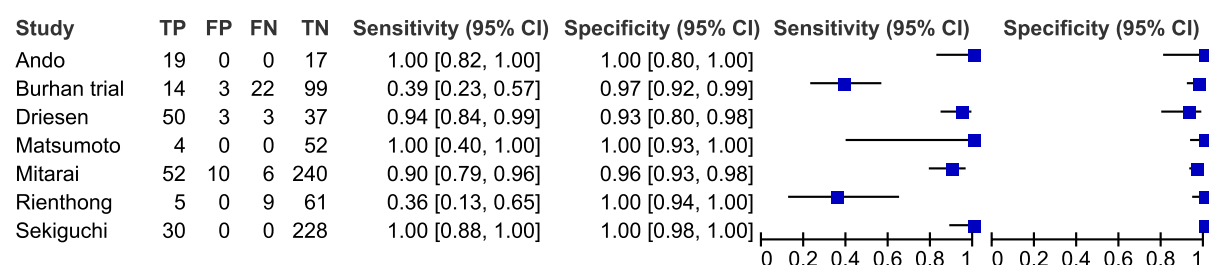 Study TP FP FN TN Sensitivity (95% CI) Specificity (95% CI) Sensitivity (95% CI) Specificity (95% CI)
Ando 19 0 0 17 1.00 [0.82, 1.00] 1.00 [0.80, 1.00]
Burhan trial 14 3 22 99 0.39 [0.23, 0.57] 0.97 [0.92, 0.99]
Driesen 50 3 3 37 0.94 [0.84, 0.99] 0.93 [0.80, 0.98]
Matsumoto 4 0 0 52 1.00 [0.40, 1.00] 1.00 [0.93, 1.00]
Mitarai 52 10 6 240 0.90 [0.79, 0.96] 0.96 [0.93, 0.98]
Rienthong 5 0 9 61 0.36 [0.13, 0.65] 1.00 [0.94, 1.00]
Sekiguchi 30 0 0 228 1.00 [0.88, 1.00] 1.00 [0.98, 1.00]
0 0.2 0.4 0.6 0.8 1 0 0.2 0.4 0.6 0.8 1